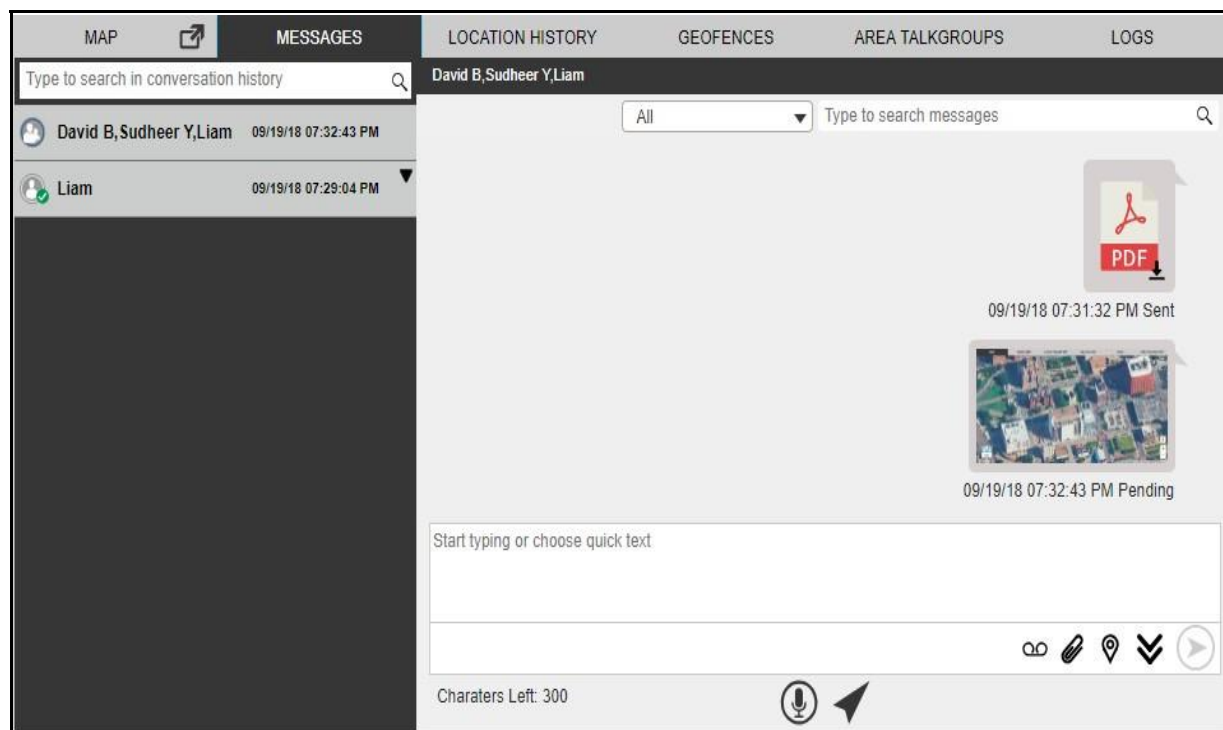 MAP MESSAGES LOCATION HISTORY GEOFENCES AREA TALKGROUPS LOGS
Type to search in conversation history
David B,Sudheer Y,Liam 09/19/18 07:32:43 PM
Liam 09/19/18 07:29:04 PM
David B,Sudheer Y,Liam
All Type to search messages
PDF
09/19/18 07:31:32 PM Sent
09/19/18 07:32:43 PM Pending
Start typing or choose quick text
Charaters Left: 300